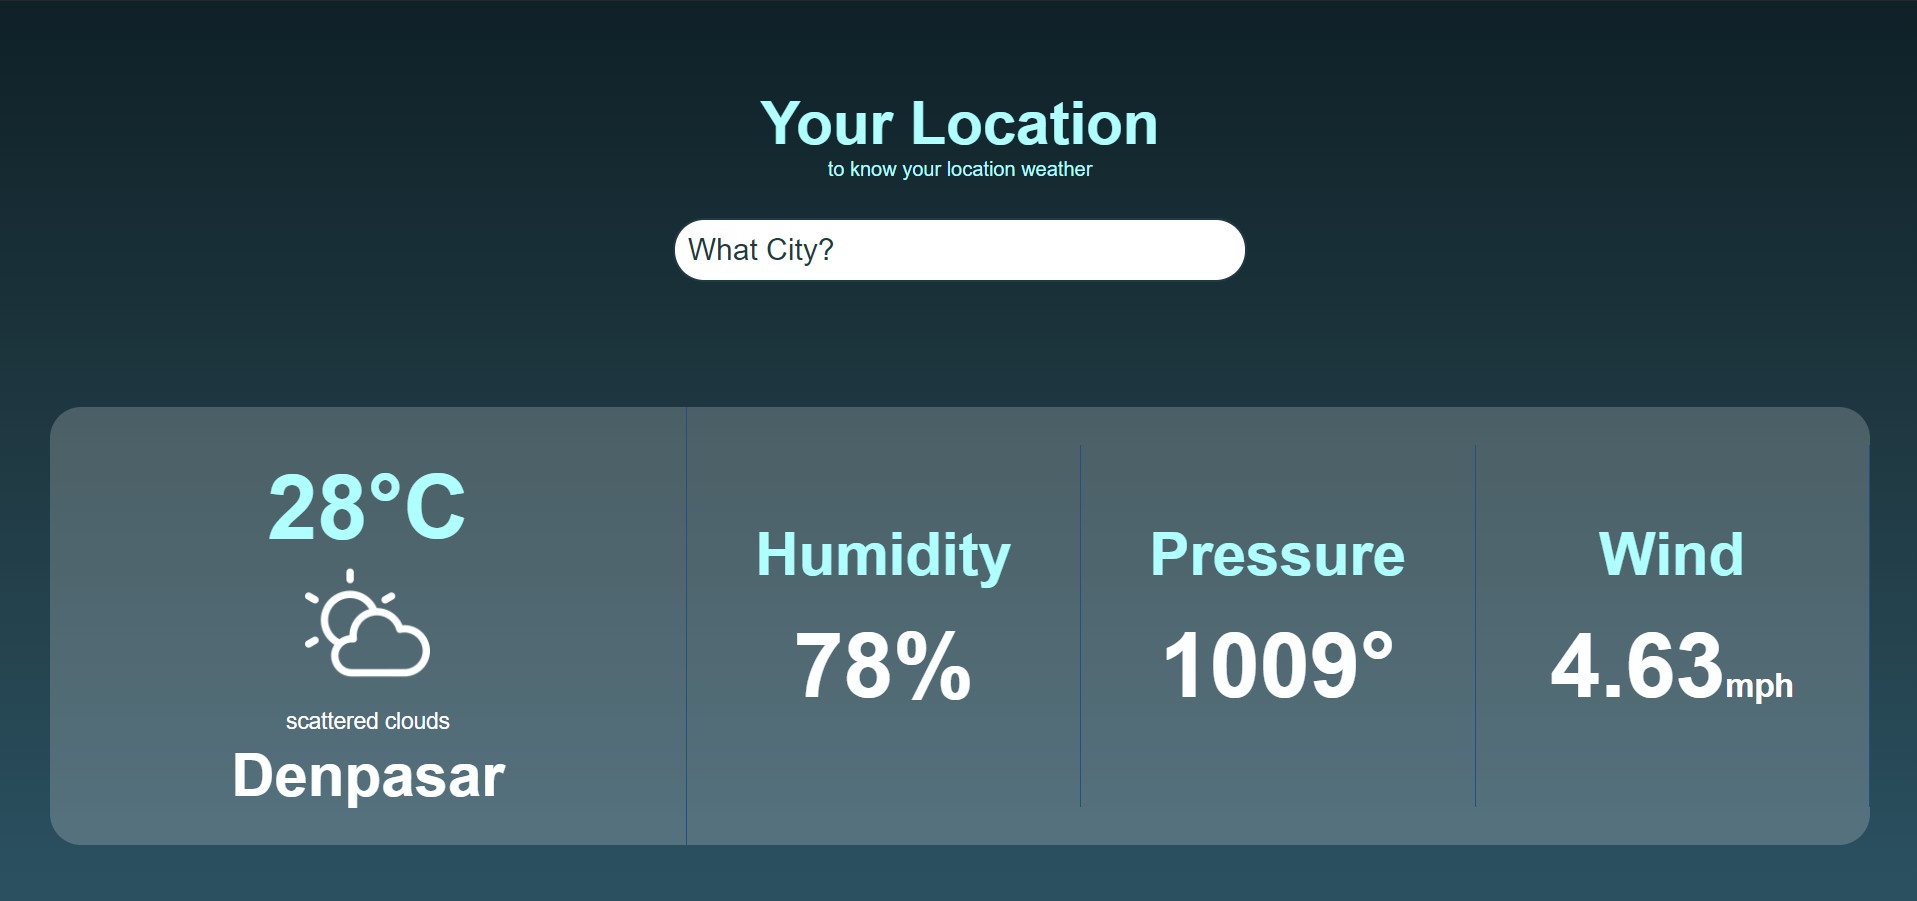 Your Location
to know your location weather
What City?
28°C
scattered clouds
Denpasar
Humidity
78%
Pressure
1009°
Wind
4.63mph